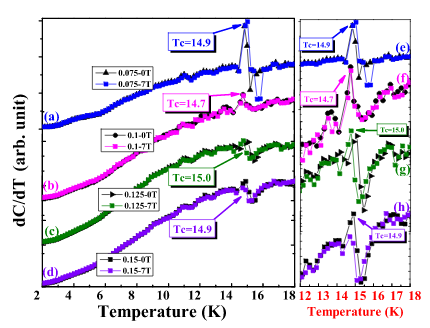 dC/dT (arb. unit)
Tc=14.9
0.075-0T
0.075-7T
(a)
Tc=14.7
0.1-0T
0.1-7T
(b)
Tc=15.0
0.125-0T
0.125-7T
(c)
Tc=14.9
0.15-0T
0.15-7T
(d)
2 4 6 8 10 12 14 16 18
Temperature (K)
Tc=14.9
(e)
(f)
Tc=14.7
Tc=15.0
(g)
(h)
Tc=14.9
12 13 14 15 16 17 18
Temperature (K)